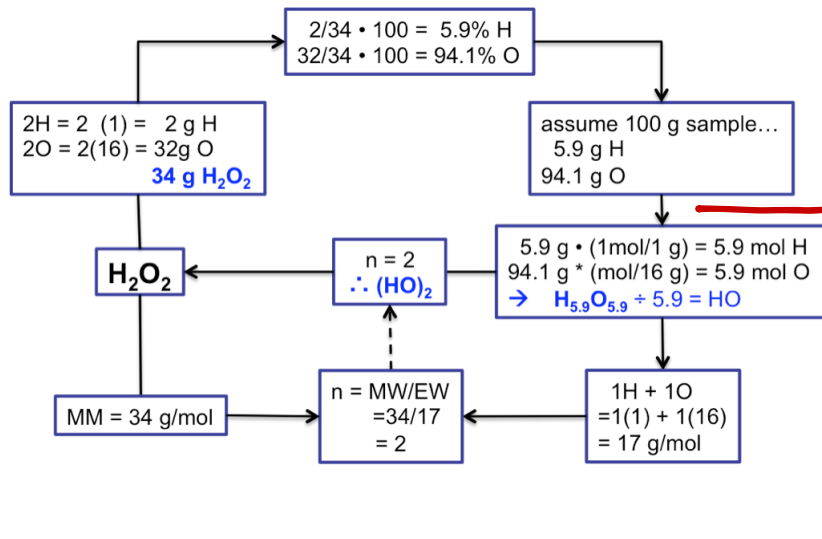 2/34 • 100 = 5.9% H
32/34 • 100 = 94.1% O
2H = 2 (1) = 2 g H
2O = 2(16) = 32g O
34 g H₂O₂
assume 100 g sample…
5.9 g H
94.1 g O
5.9 g • (1mol/1 g) = 5.9 mol H
94.1 g * (mol/16 g) = 5.9 mol O
→ H₅.₉O₅.₉ ÷ 5.9 = HO
n = 2
∴ (HO)₂
H₂O₂
n = MW/EW
=34/17
= 2
1H + 1O
=1(1) + 1(16)
= 17 g/mol
MM = 34 g/mol